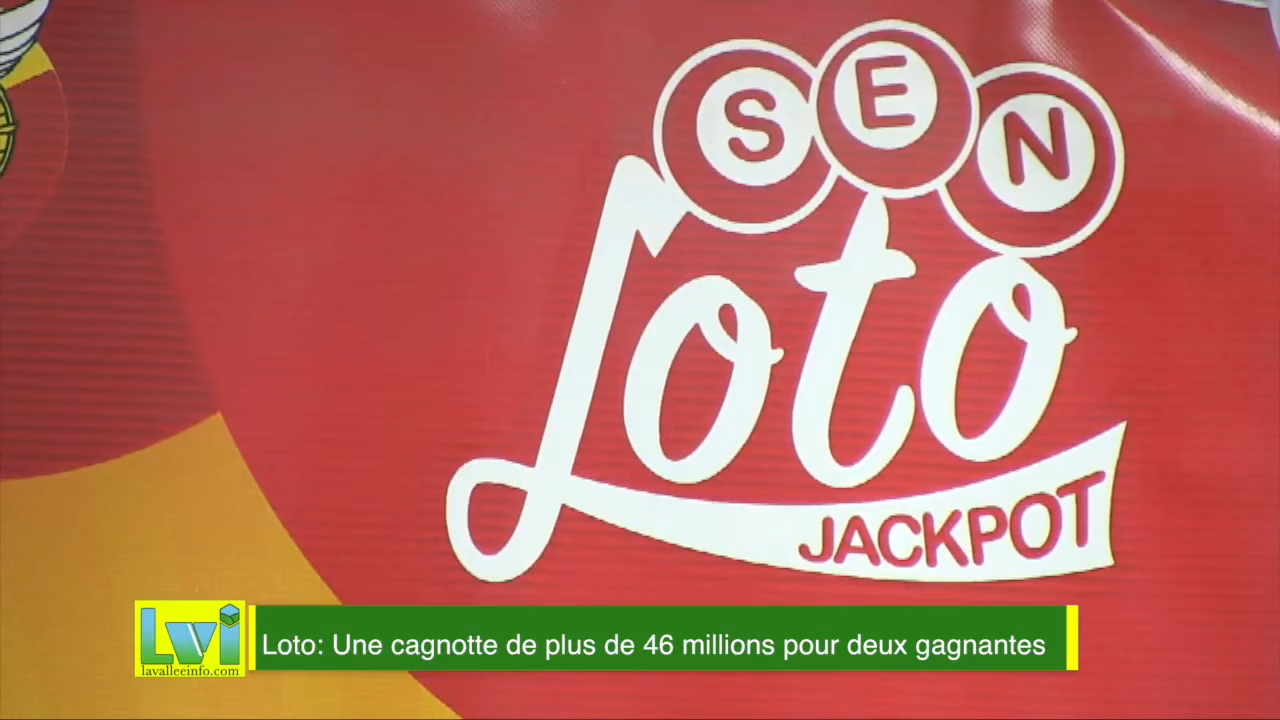 SEN
Loto
JACKPOT
Lvi
lavalleeinfo.com
Loto: Une cagnotte de plus de 46 millions pour deux gagnantes